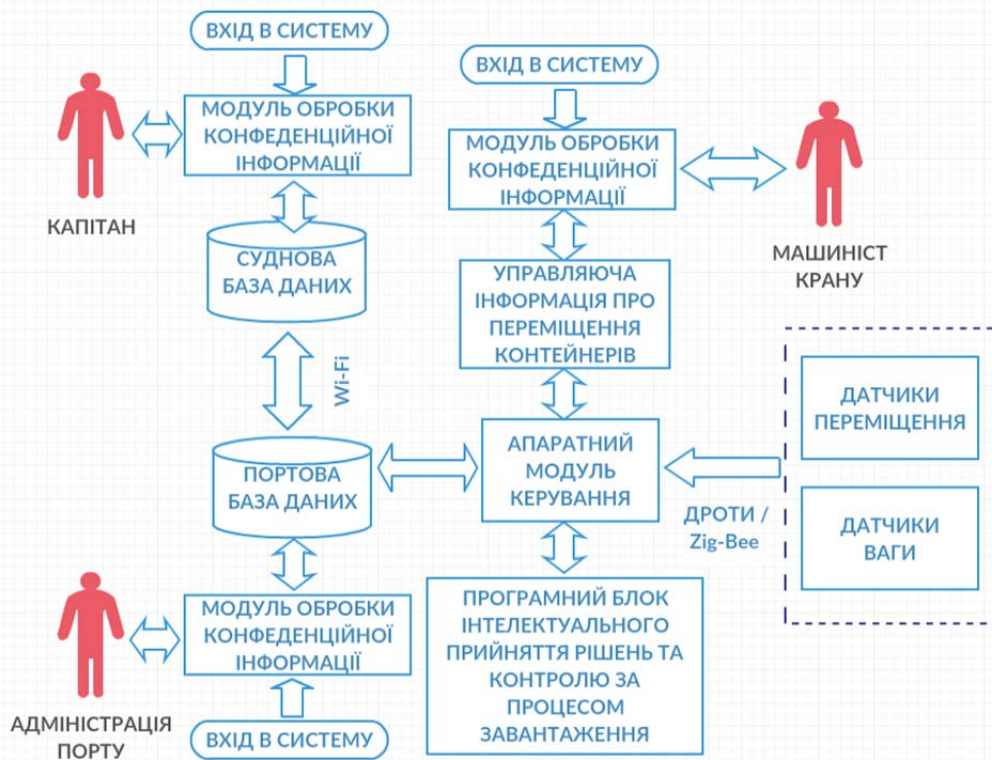 ВХІД В СИСТЕМУ
МОДУЛЬ ОБРОБКИ
КОНФЕДЕНЦІЙНОЇ
ІНФОРМАЦІЇ
КАПІТАН
СУДНОВА
БАЗА ДАНИХ
Wi-Fi
ПОРТОВА
БАЗА ДАНИХ
МОДУЛЬ ОБРОБКИ
КОНФЕДЕНЦІЙНОЇ
ІНФОРМАЦІЇ
АДМІНІСТРАЦІЯ
ПОРТУ
ВХІД В СИСТЕМУ
ВХІД В СИСТЕМУ
МОДУЛЬ ОБРОБКИ
КОНФЕДЕНЦІЙНОЇ
ІНФОРМАЦІЇ
МАШИНІСТ
КРАНУ
УПРАВЛЯЮЧА
ІНФОРМАЦІЯ ПРО
ПЕРЕМІЩЕННЯ
КОНТЕЙНЕРІВ
АПАРАТНИЙ
МОДУЛЬ
КЕРУВАННЯ
ДРОТИ /
Zig-Bee
ДАТЧИКИ
ПЕРЕМІЩЕННЯ
ДАТЧИКИ
ВАГИ
ПРОГРАМНИЙ БЛОК
ІНТЕЛЕКТУАЛЬНОГО
ПРИЙНЯТТЯ РІШЕНЬ ТА
КОНТРОЛЮ ЗА
ПРОЦЕСОМ
ЗАВАНТАЖЕННЯ